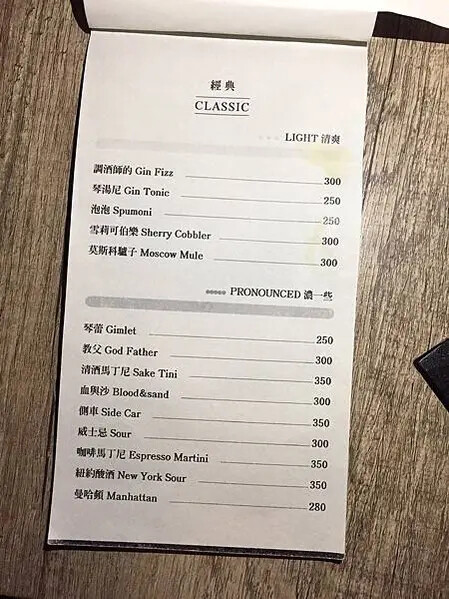 經典
CLASSIC
LIGHT 清爽
調酒師的 Gin Fizz 300
琴湯尼 Gin Tonic 250
泡泡 Spumoni 250
雪莉可伯樂 Sherry Cobbler 300
莫斯科驢子 Moscow Mule 300
PRONOUNCED 濃一些
琴蕾 Gimlet 250
教父 God Father 300
清酒馬丁尼 Sake Tini 350
血與沙 Blood&sand 300
側車 Side Car 350
威士忌 Sour 300
咖啡馬丁尼 Espresso Martini 350
紐約酸酒 New York Sour 350
曼哈頓 Manhattan 280